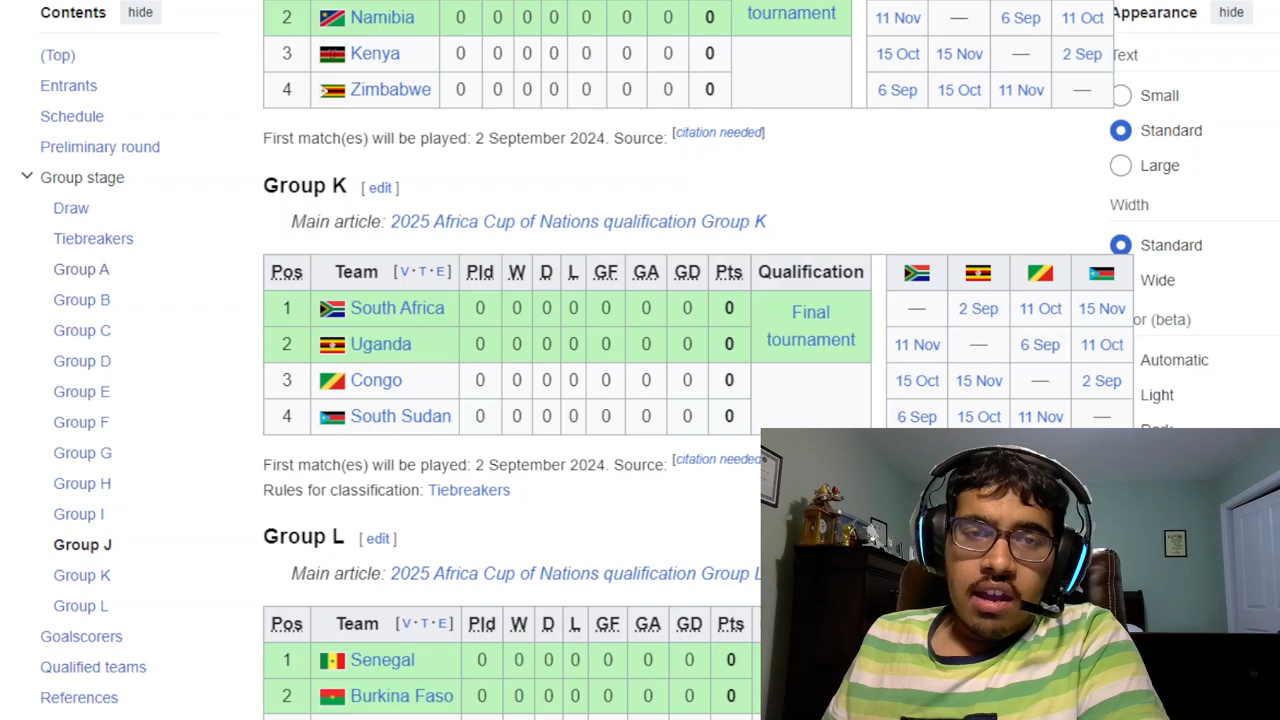 Contents hide
(Top)
Entrants
Schedule
Preliminary round
Group stage
Draw
Tiebreakers
Group A
Group B
Group C
Group D
Group E
Group F
Group G
Group H
Group I
Group J
Group K
Group L
Goalscorers
Qualified teams
References
2 Namibia 0 0 0 0 0 0 0 0 tournament 11 Nov — 6 Sep 11 Oct
3 Kenya 0 0 0 0 0 0 0 0 15 Oct 15 Nov — 2 Sep
4 Zimbabwe 0 0 0 0 0 0 0 0 6 Sep 15 Oct 11 Nov —
First match(es) will be played: 2 September 2024. Source: [citation needed]
Group K [ edit ]
Main article: 2025 Africa Cup of Nations qualification Group K
Pos Team [ V · T · E ] Pld W D L GF GA GD Pts Qualification
1 South Africa 0 0 0 0 0 0 0 0 Final tournament — 2 Sep 11 Oct 15 Nov
2 Uganda 0 0 0 0 0 0 0 0 11 Nov — 6 Sep 11 Oct
3 Congo 0 0 0 0 0 0 0 0 15 Oct 15 Nov — 2 Sep
4 South Sudan 0 0 0 0 0 0 0 0 6 Sep 15 Oct 11 Nov —
First match(es) will be played: 2 September 2024. Source: [citation needed
Rules for classification: Tiebreakers
Group L [ edit ]
Main article: 2025 Africa Cup of Nations qualification Group L
Pos Team [ V · T · E ] Pld W D L GF GA GD Pts
1 Senegal 0 0 0 0 0 0 0 0
2 Burkina Faso 0 0 0 0 0 0 0 0
Appearance hide
Text
Small
Standard
Large
Width
Standard
Wide
or (beta)
Automatic
Light